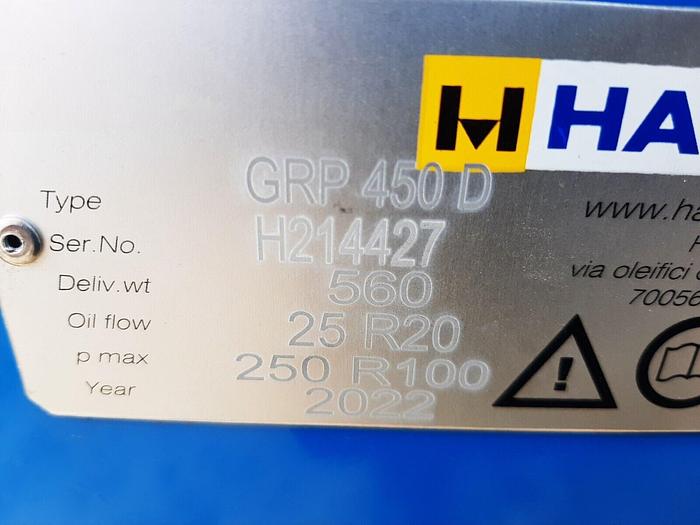 HA
Type GRP 450 D
www.ha
Ser.No. H214427
via oleifici
Deliv.wt 560
70056
Oil flow 25 R20
p max 250 R100
Year 2022